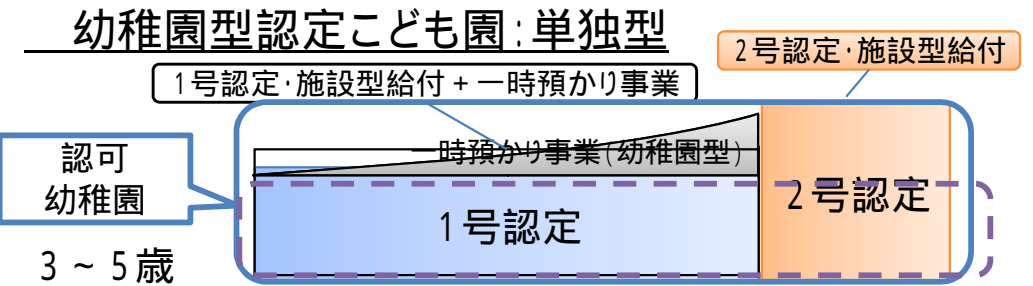 幼稚園型認定こども園:単独型
2号認定・施設型給付
1号認定・施設型給付+一時預かり事業
一時預かり事業(幼稚園型)
認可
幼稚園
1号認定
2号認定
3~5歳